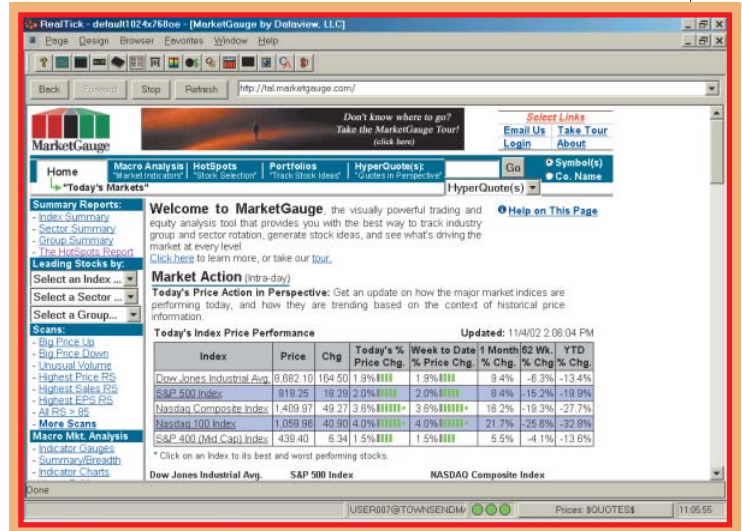 RealTick - default1024x768oe - [MarketGauge by Dataview, LLC]
Page Design Browser Favorites Window Help
Back Forward Stop Refresh http://tal.marketgauge.com/
MarketGauge
Don't know where to go?
Take the MarketGauge Tour!
(click here)
Select Links
Email Us Take Tour
Login About
Home
"Today's Markets"
Macro Analysis| HotSpots | Portfolios | HyperQuote(s):
"Market Indicators" "Stock Selection" "Track Stock Ideas" "Quotes in Perspective"
Go Symbol(s)
Co. Name
HyperQuote(s)
Summary Reports:
- Index Summary
- Sector Summary
- Group Summary
- The HotSpots Report
Leading Stocks by:
Select an Index ...
Select a Sector ...
Select a Group...
Scans:
- Big Price Up
- Big Price Down
- Unusual Volume
- Highest Price RS
- Highest Sales RS
- Highest EPS RS
- All RS > 85
- More Scans
Macro Mkt. Analysis
- Indicator Gauges
- Summary/Breadth
- Indicator Charts
Welcome to MarketGauge, the visually powerful trading and
equity analysis tool that provides you with the best way to track industry
group and sector rotation, generate stock ideas, and see what's driving the
market at every level.
Click here to learn more, or take our tour.
Help on This Page
Market Action (Intra-day)
Today's Price Action in Perspective: Get an update on how the major market indices are
performing today, and how they are trending based on the context of historical price
information.
Today's Index Price Performance Updated: 11/4/02 2:06:04 PM
Index Price Chg Today's % Price Chg. Week to Date % Price Chg. 1 Month % Chg. 52 Wk. % Chg YTD % Chg.
Dow Jones Industrial Avg. 8,682.10 164.50 1.9% 1.9% 9.4% -6.3% -13.4%
S&P 500 Index 919.25 18.29 2.0% 2.0% 8.4% -15.2% -19.9%
Nasdaq Composite Index 1,409.97 49.27 3.6% + 3.6% + 16.2% -19.3% -27.7%
Nasdaq 100 Index 1,059.96 40.90 4.0% + 4.0% + 21.7% -25.8% -32.8%
S&P 400 (Mid Cap) Index 439.40 6.34 1.5% 1.5% 5.5% -4.1% -13.6%
* Click on an Index to its best and worst performing stocks.
Dow Jones Industrial Avg. S&P 500 Index NASDAQ Composite Index
Done
USER007@TOWNSENDM/ Prices: $QUOTES$ 11:05:55